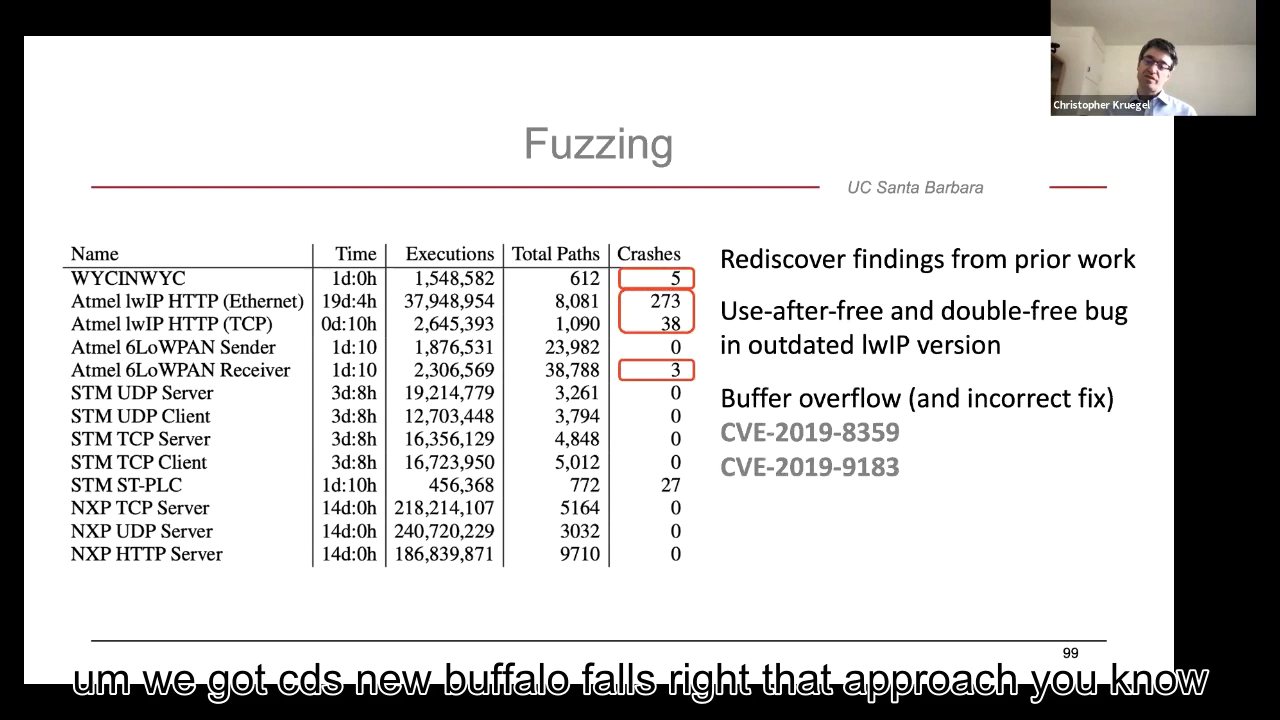 Christopher Kruegel
Fuzzing
UC Santa Barbara
Name Time Executions Total Paths Crashes
WYCINWYC 1d:0h 1,548,582 612 5
Atmel lwIP HTTP (Ethernet) 19d:4h 37,948,954 8,081 273
Atmel lwIP HTTP (TCP) 0d:10h 2,645,393 1,090 38
Atmel 6LoWPAN Sender 1d:10 1,876,531 23,982 0
Atmel 6LoWPAN Receiver 1d:10 2,306,569 38,788 3
STM UDP Server 3d:8h 19,214,779 3,261 0
STM UDP Client 3d:8h 12,703,448 3,794 0
STM TCP Server 3d:8h 16,356,129 4,848 0
STM TCP Client 3d:8h 16,723,950 5,012 0
STM ST-PLC 1d:10h 456,368 772 27
NXP TCP Server 14d:0h 218,214,107 5164 0
NXP UDP Server 14d:0h 240,720,229 3032 0
NXP HTTP Server 14d:0h 186,839,871 9710 0
Rediscover findings from prior work
Use-after-free and double-free bug
in outdated lwIP version
Buffer overflow (and incorrect fix)
CVE-2019-8359
CVE-2019-9183
99
um we got cds new buffalo falls right that approach you know